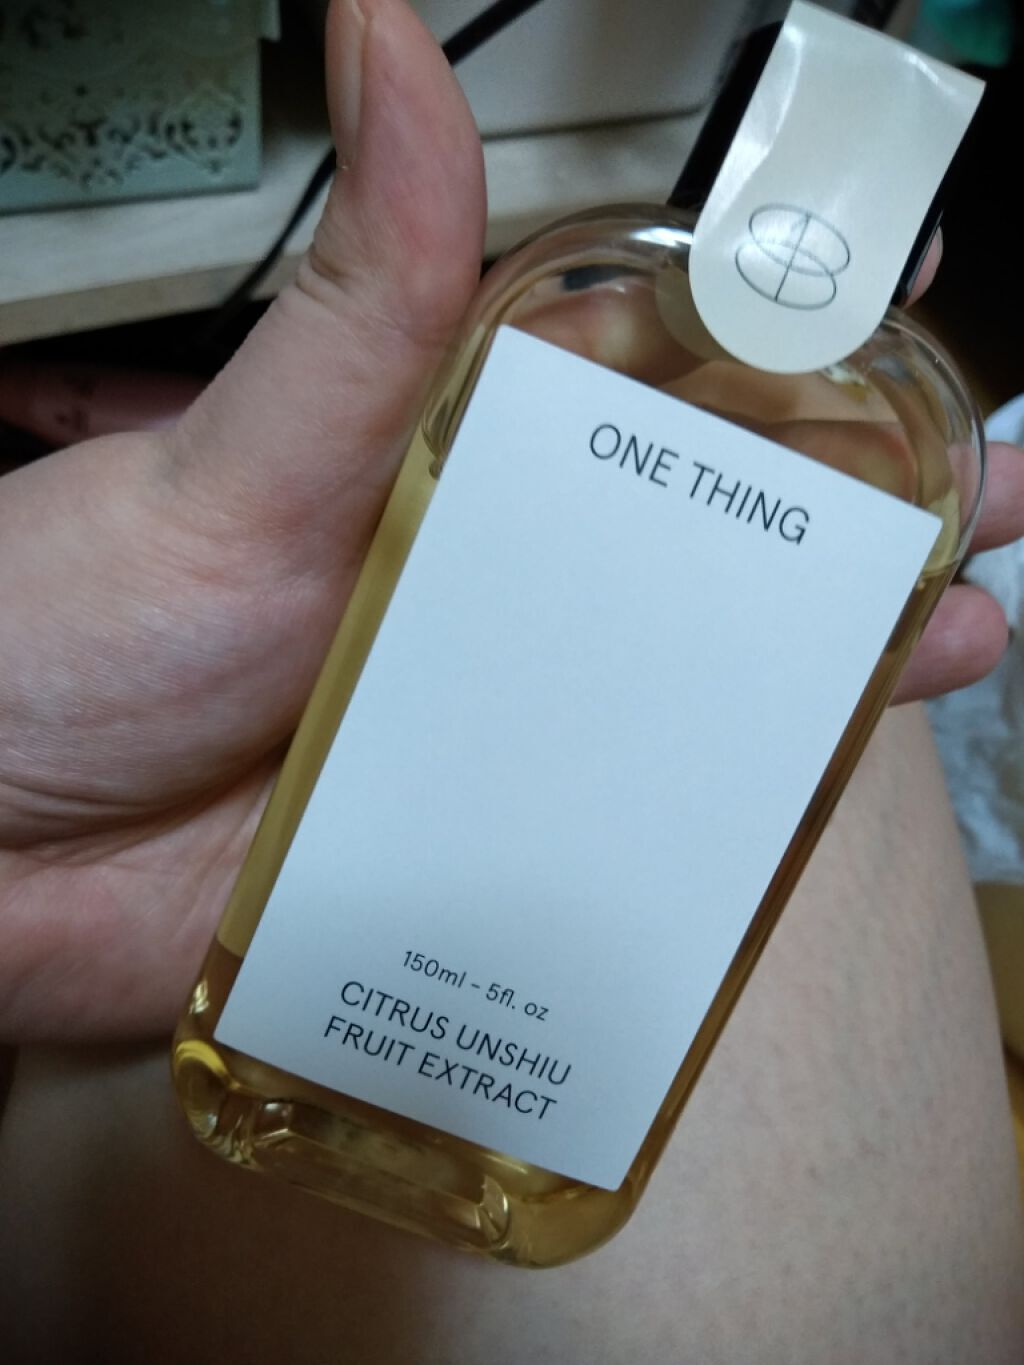 ONE THING
150ml - 5fl. oz
CITRUS UNSHIU
FRUIT EXTRACT